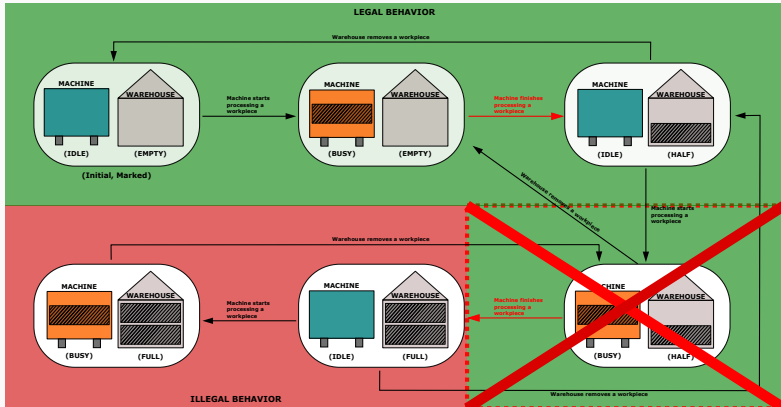 LEGAL BEHAVIOR
Warehouse removes a workpiece
MACHINE
WAREHOUSE
(IDLE)
(EMPTY)
(Initial, Marked)
Machine starts
processing a
workpiece
MACHINE
WAREHOUSE
(BUSY)
(EMPTY)
Machine finishes
processing a
workpiece
MACHINE
WAREHOUSE
(IDLE)
(HALF)
Warehouse removes a workpiece
Machine starts
processing a
workpiece
Warehouse removes a workpiece
MACHINE
WAREHOUSE
(BUSY)
(FULL)
Machine starts
processing a
workpiece
MACHINE
WAREHOUSE
(IDLE)
(FULL)
Machine finishes
processing a
workpiece
MACHINE
WAREHOUSE
(BUSY)
(HALF)
Warehouse removes a workpiece
ILLEGAL BEHAVIOR